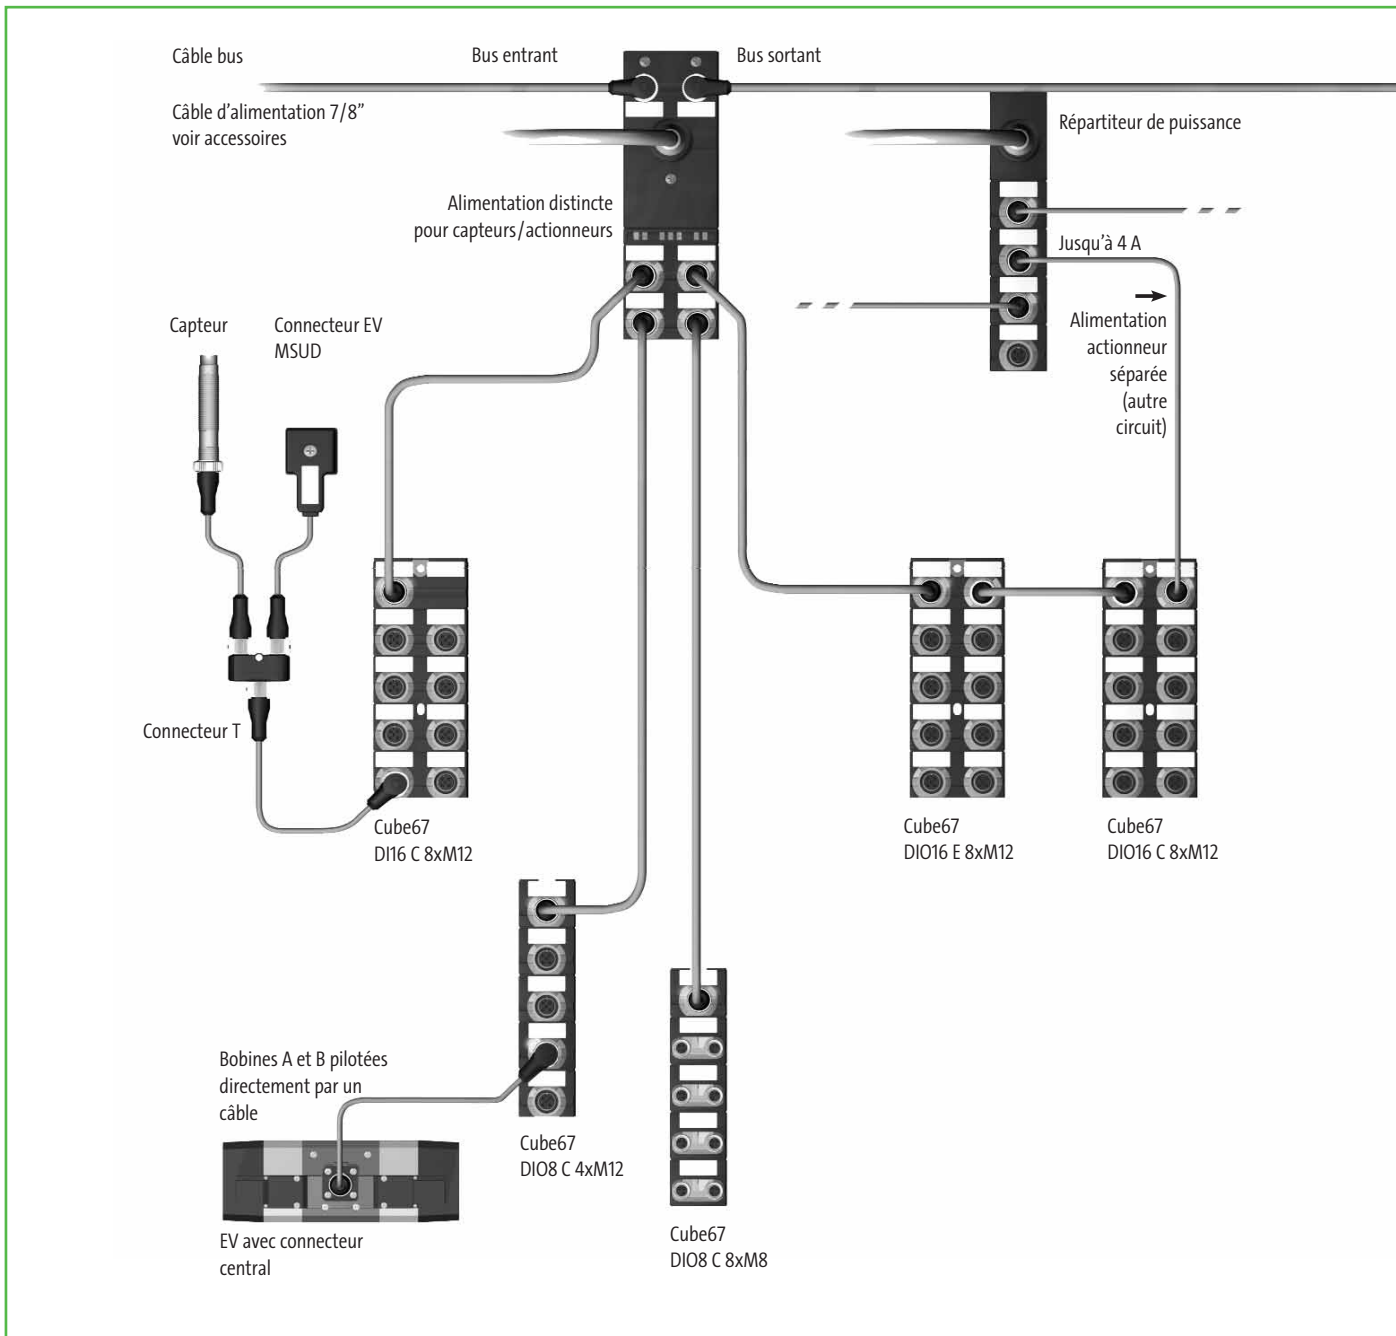 Câble bus
Bus entrant
Bus sortant
Câble d'alimentation 7/8”
voir accessoires
Répartiteur de puissance
Alimentation distincte
pour capteurs/actionneurs
Jusqu'à 4 A
Alimentation
actionneur
séparée
(autre
circuit)
Capteur
Connecteur EV
MSUD
Connecteur T
Cube67
DI16 C 8xM12
Cube67
DIO16 E 8xM12
Cube67
DIO16 C 8xM12
Bobines A et B pilotées
directement par un
câble
Cube67
DIO8 C 4xM12
EV avec connecteur
central
Cube67
DIO8 C 8xM8